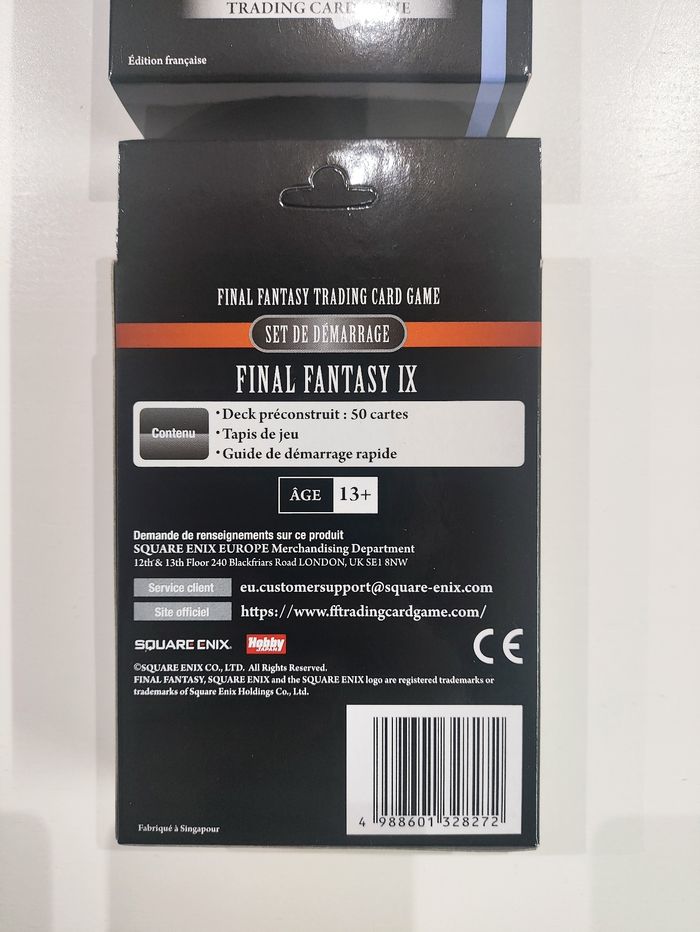 TRADING CARD
Édition française
FINAL FANTASY TRADING CARD GAME
SET DE DÉMARRAGE
FINAL FANTASY IX
Contenu
•Deck préconstruit : 50 cartes
•Tapis de jeu
•Guide de démarrage rapide
ÂGE 13+
Demande de renseignements sur ce produit
SQUARE ENIX EUROPE Merchandising Department
12th & 13th Floor 240 Blackfriars Road LONDON, UK SE1 8NW
Service client eu.customersupport@square-enix.com
Site officiel https://www.fftradingcardgame.com/
SQUARE ENIX. Hobby JAPAN CE
©SQUARE ENIX CO., LTD. All Rights Reserved.
FINAL FANTASY, SQUARE ENIX and the SQUARE ENIX logo are registered trademarks or
trademarks of Square Enix Holdings Co., Ltd.
4 988601 328272
Fabriqué à Singapour